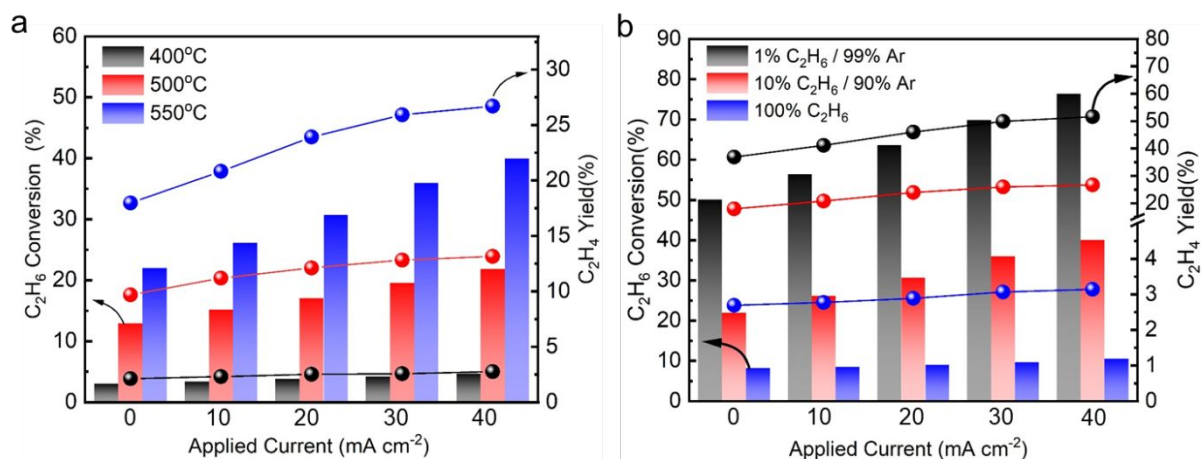 a
C₂H₆ Conversion (%)
60
50
40
30
20
10
0
400°C
500°C
550°C
30
25
20
15
10
5
0
C₂H₄ Yield(%)
0 10 20 30 40
Applied Current (mA cm⁻²)
b
C₂H₆ Conversion(%)
90
80
70
60
50
40
30
20
10
0
1% C₂H₆ / 99% Ar
10% C₂H₆ / 90% Ar
100% C₂H₆
80
70
60
50
40
30
20
4
3
2
1
0
C₂H₄ Yield(%)
0 10 20 30 40
Applied Current (mA cm⁻²)